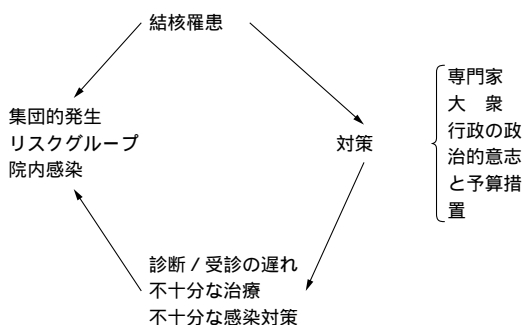 結核罹患
集団的発生
リスクグループ
院内感染
対策
専門家
大　衆
行政の政
治的意志
と予算措
置
診断 / 受診の遅れ
不十分な治療
不十分な感染対策